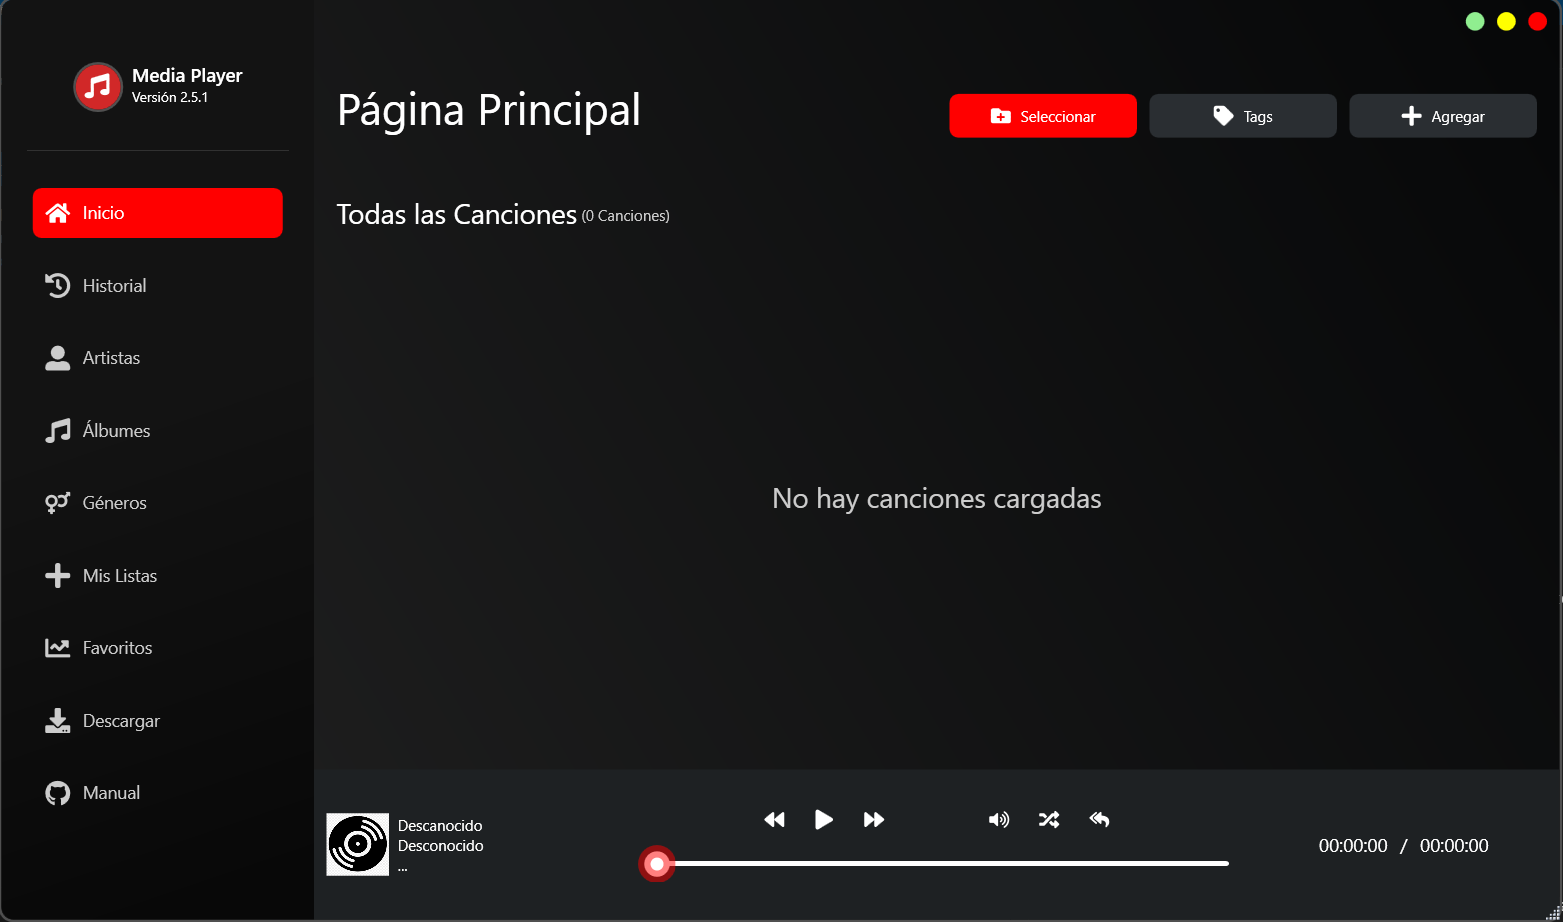 Media Player
Versión 2.5.1
Inicio
Historial
Artistas
Álbumes
Géneros
Mis Listas
Favoritos
Descargar
Manual
Página Principal
Seleccionar
Tags
Agregar
Todas las Canciones (0 Canciones)
No hay canciones cargadas
Descanocido
Desconocido
...
00:00:00 / 00:00:00